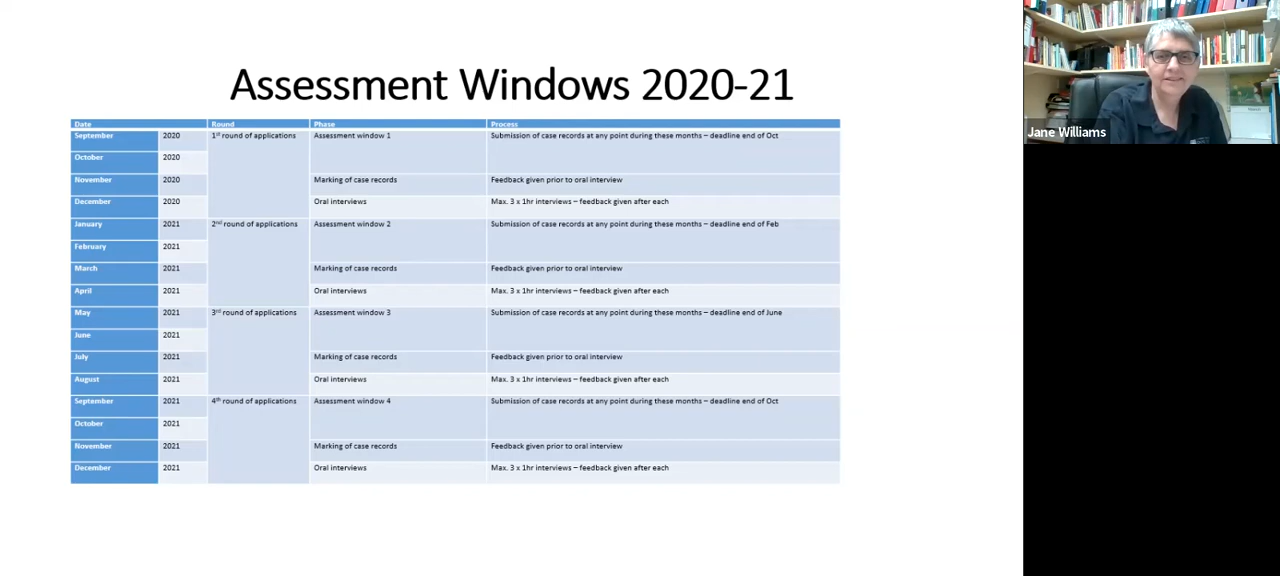 Assessment Windows 2020-21
Date Round Phase Process
September 2020 1st round of applications Assessment window 1 Submission of case records at any point during these months – deadline end of Oct
October 2020
November 2020 Marking of case records Feedback given prior to oral interview
December 2020 Oral interviews Max. 3 x 1hr interviews – feedback given after each
January 2021 2nd round of applications Assessment window 2 Submission of case records at any point during these months – deadline end of Feb
February 2021
March 2021 Marking of case records Feedback given prior to oral interview
April 2021 Oral interviews Max. 3 x 1hr interviews – feedback given after each
May 2021 3rd round of applications Assessment window 3 Submission of case records at any point during these months – deadline end of June
June 2021
July 2021 Marking of case records Feedback given prior to oral interview
August 2021 Oral interviews Max. 3 x 1hr interviews – feedback given after each
September 2021 4th round of applications Assessment window 4 Submission of case records at any point during these months – deadline end of Oct
October 2021
November 2021 Marking of case records Feedback given prior to oral interview
December 2021 Oral interviews Max. 3 x 1hr interviews – feedback given after each
Jane Williams